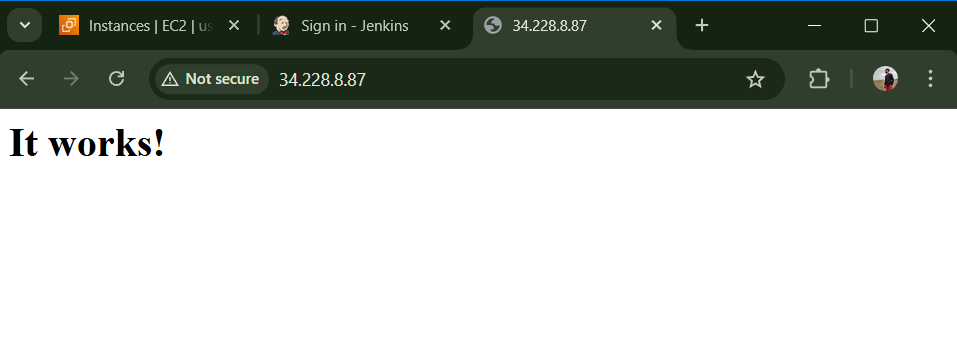 Instances | EC2 | us
Sign in - Jenkins
34.228.8.87
Not secure
34.228.8.87
It works!